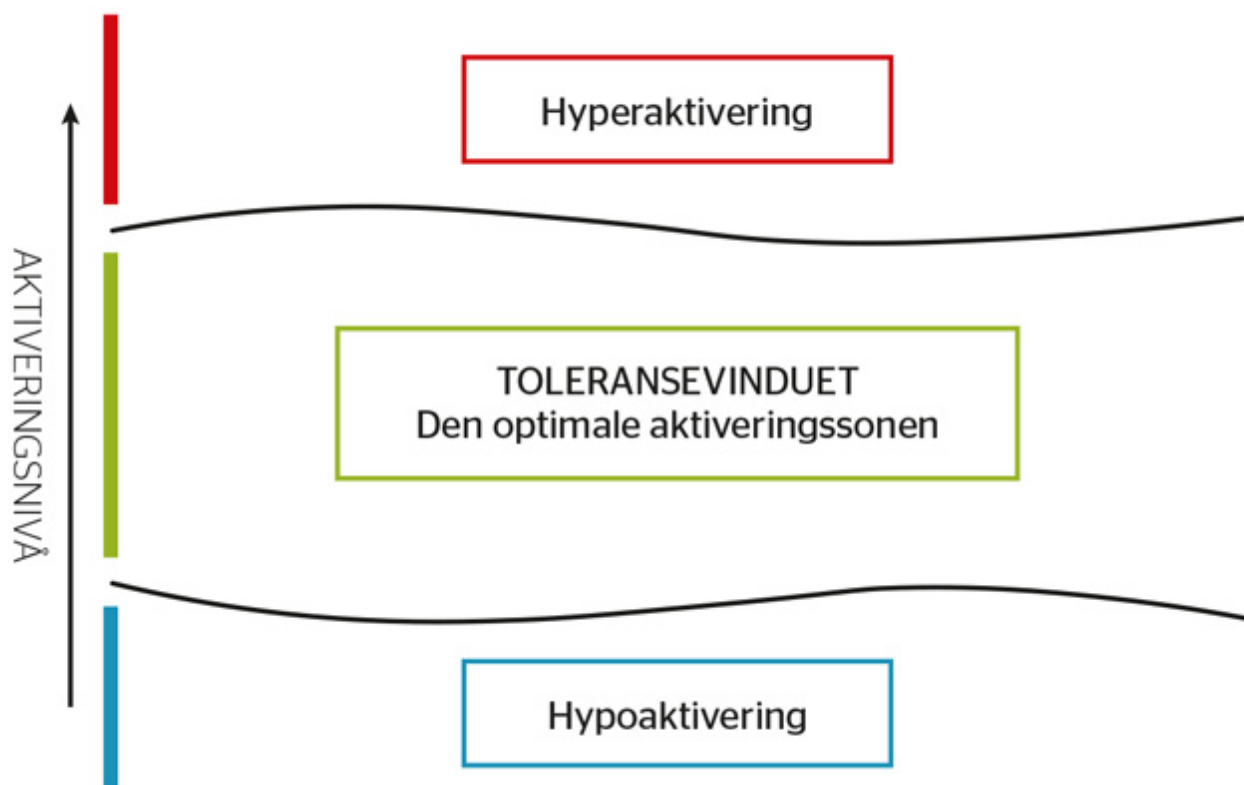 Hyperaktivering
AKTIVERINGSNIVÅ
TOLERANSEVINDUET
Den optimale aktiveringssonen
Hypoaktivering